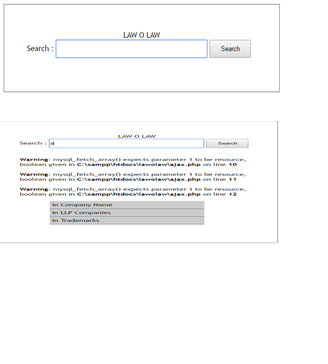 LAW O LAW
Search :
Search
LAW O LAW
Search : a
Search
Warning: mysql_fetch_array() expects parameter 1 to be resource,
boolean given in C:\xampp\htdocs\lawolaw\ajax.php on line 10
Warning: mysql_fetch_array() expects parameter 1 to be resource,
boolean given in C:\xampp\htdocs\lawolaw\ajax.php on line 11
Warning: mysql_fetch_array() expects parameter 1 to be resource,
boolean given in C:\xampp\htdocs\lawolaw\ajax.php on line 12
in Company Name
in LLP Companies
in Trademarks